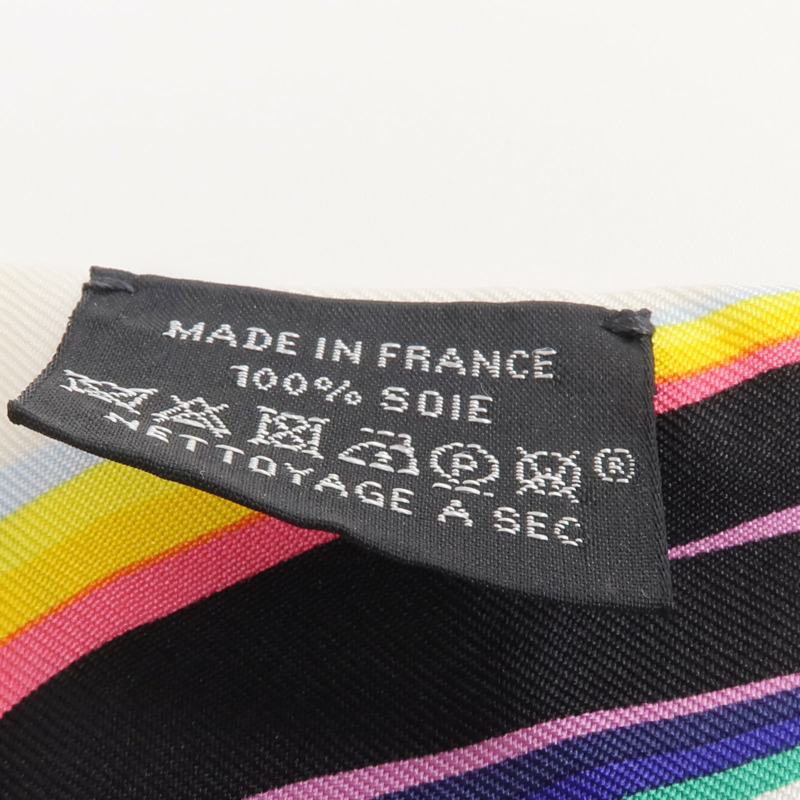 MADE IN FRANCE
100% SOIE
P ®
NETTOYAGE À SEC